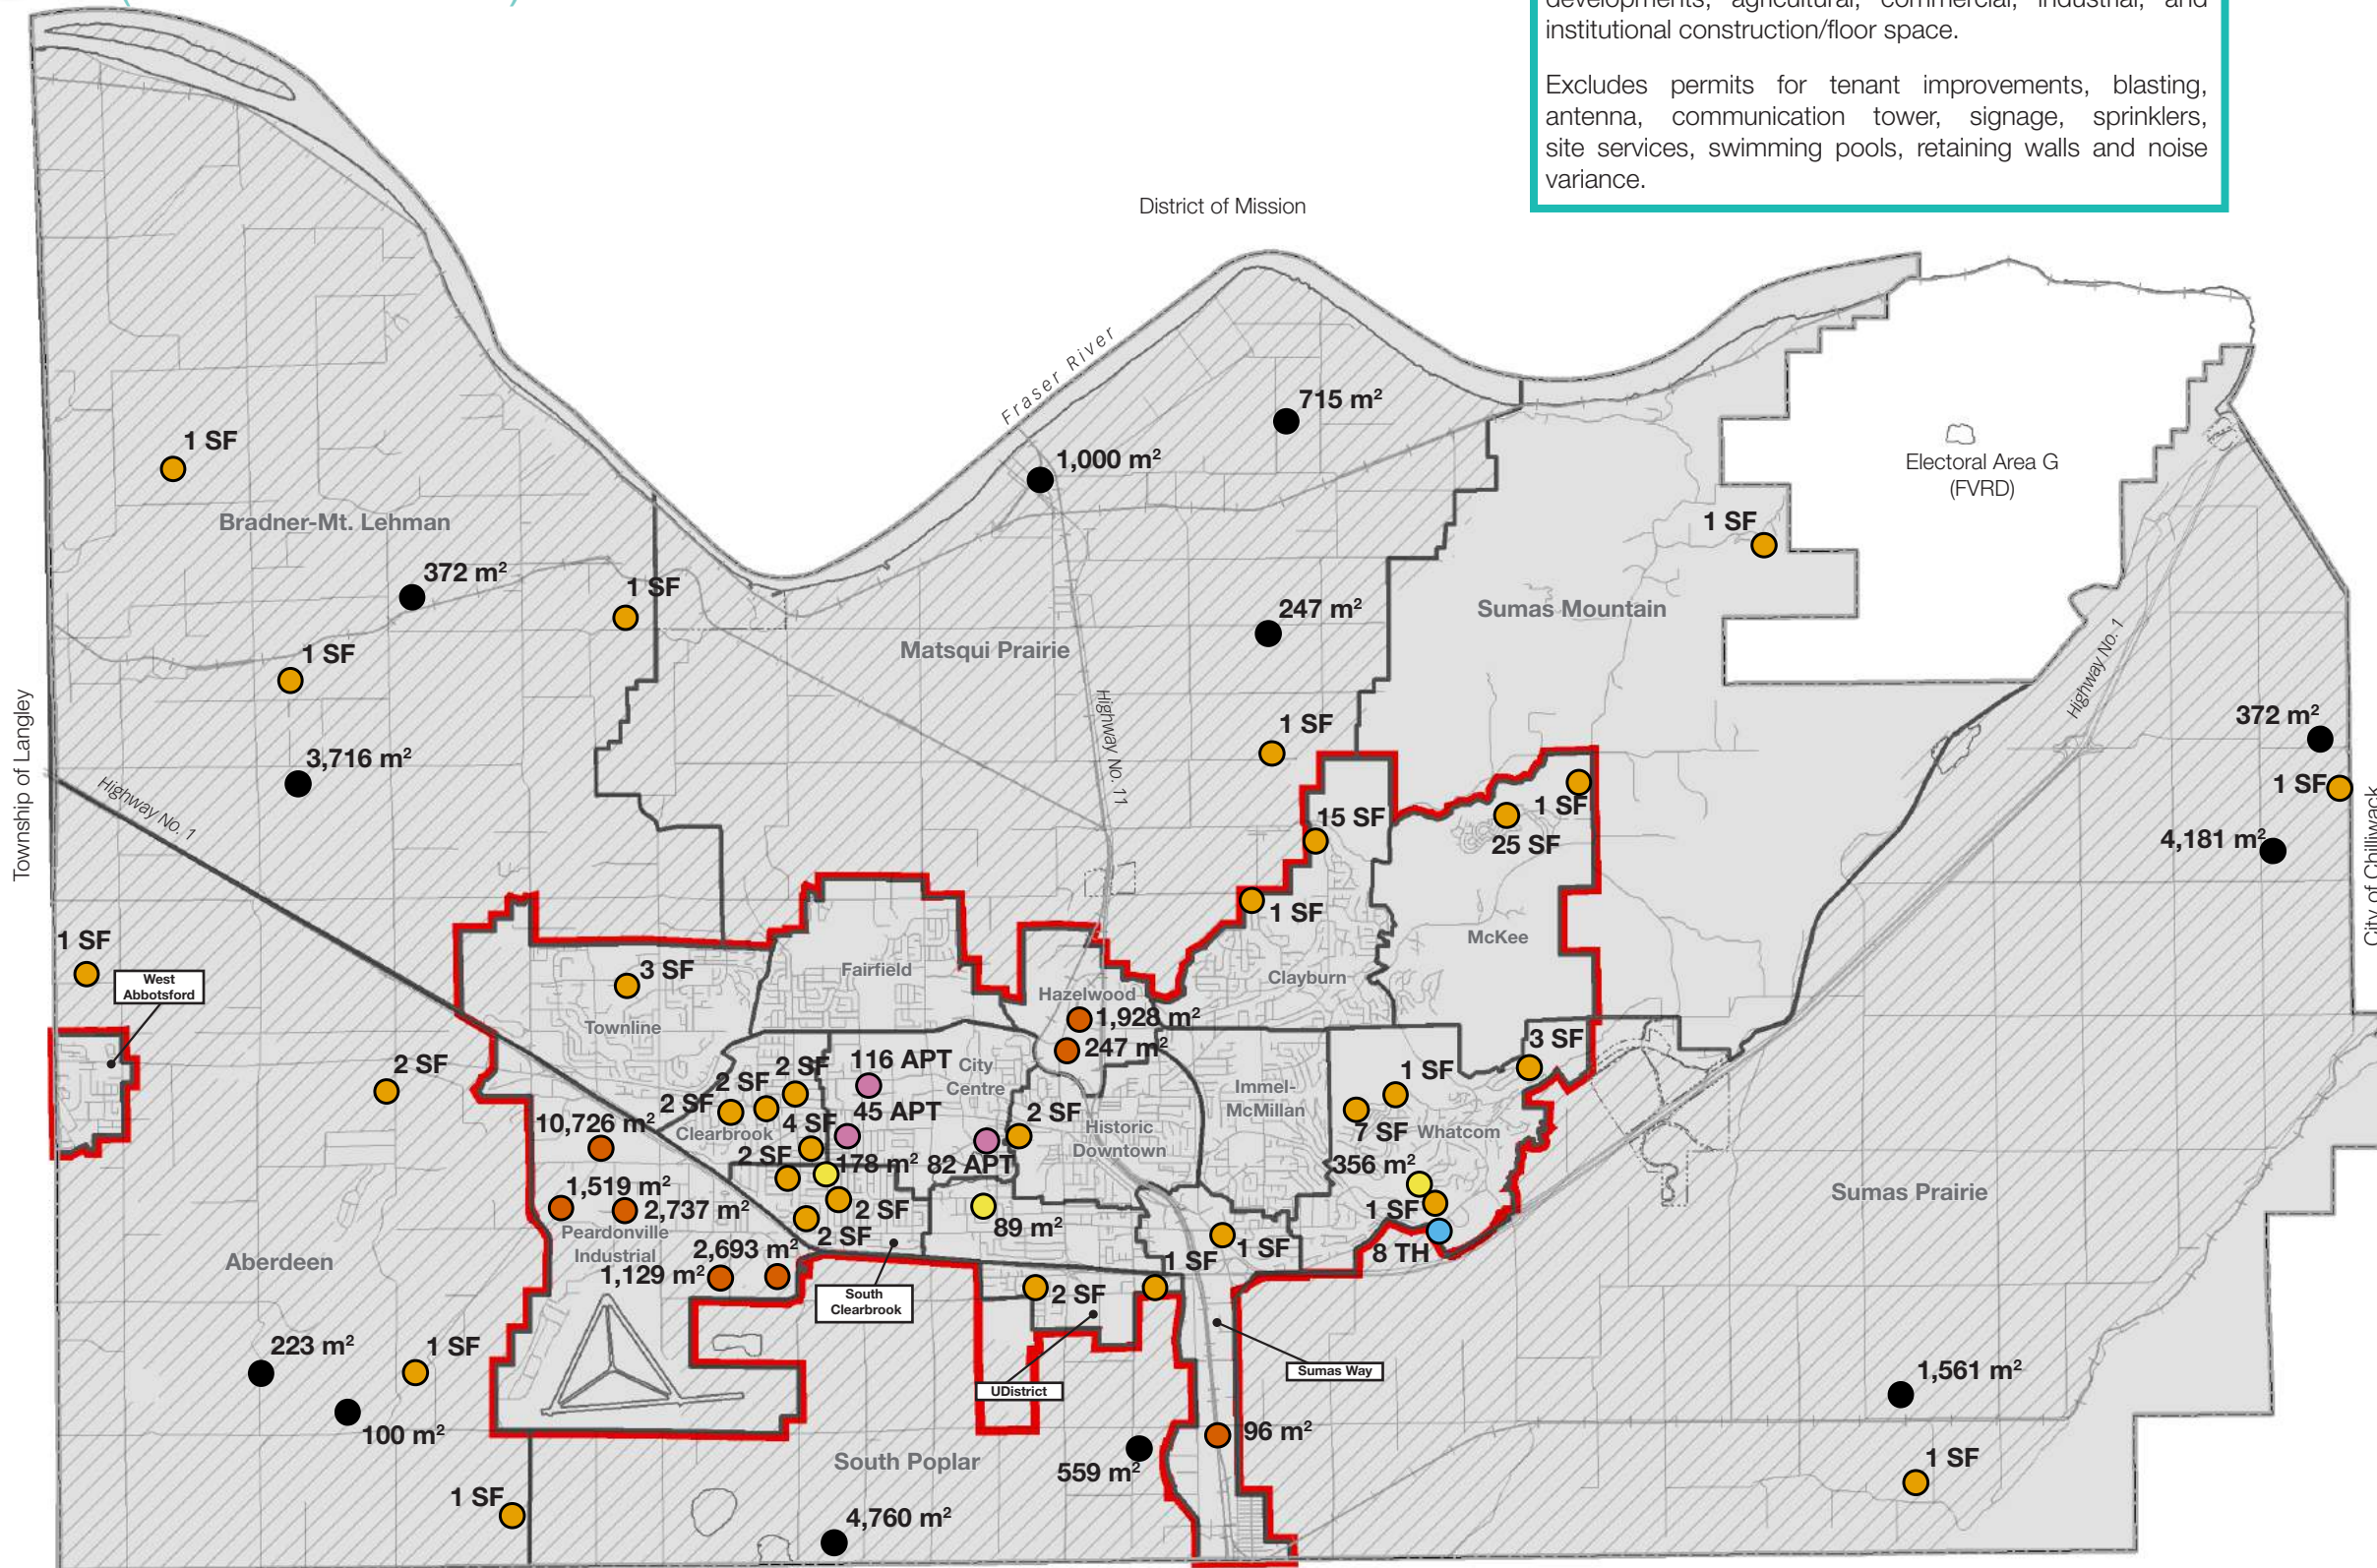 developments, agricultural, commercial, industrial, and
institutional construction/floor space.
Excludes permits for tenant improvements, blasting,
antenna, communication tower, signage, sprinklers,
site services, swimming pools, retaining walls and noise
variance.
District of Mission
Fraser River
715 m²
1,000 m²
1 SF
Bradner-Mt. Lehman
Electoral Area G
(FVRD)
1 SF
372 m²
1 SF
247 m²
Sumas Mountain
Matsqui Prairie
1 SF
Highway No. 1
Township of Langley
3,716 m²
Highway No. 1
Highway No. 11
1 SF
372 m²
1 SF
City of Chilliwack
4,181 m²
15 SF
1 SF
25 SF
1 SF
McKee
1 SF
West
Abbotsford
3 SF
Townline
Fairfield
Clayburn
Hazelwood
1,928 m²
247 m²
3 SF
2 SF
2 SF
2 SF
2 SF
116 APT
City
Centre
45 APT
4 SF
Clearbrook
10,726 m²
2 SF
Historic
Downtown
Immel-
McMillan
1 SF
7 SF
Whatcom
2 SF
178 m²
82 APT
356 m²
1 SF
Sumas Prairie
1,519 m²
2,737 m²
Peardonville
Industrial
2 SF
2 SF
89 m²
2,693 m²
1,129 m²
1 SF
1 SF
8 TH
Aberdeen
South
Clearbrook
2 SF
223 m²
1 SF
100 m²
UDistrict
Sumas Way
1,561 m²
96 m²
South Poplar
559 m²
1 SF
1 SF
4,760 m²